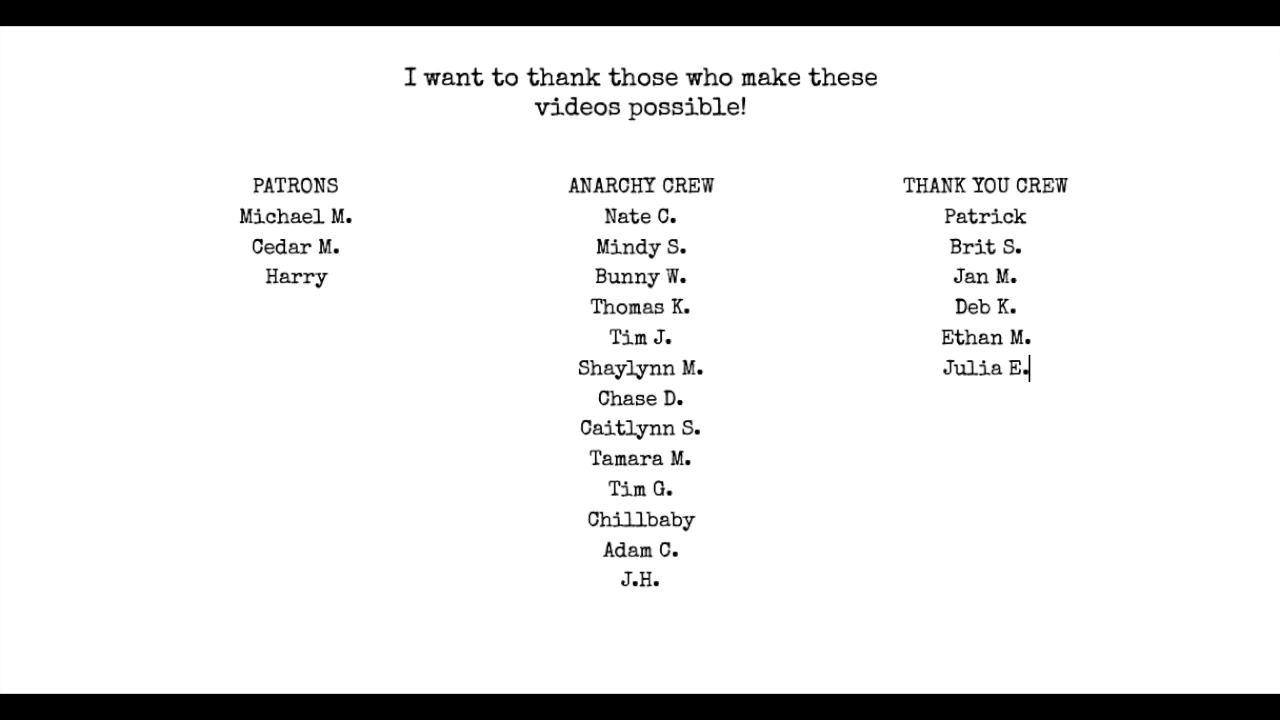 I want to thank those who make these
videos possible!
PATRONS
Michael M.
Cedar M.
Harry
ANARCHY CREW
Nate C.
Mindy S.
Bunny W.
Thomas K.
Tim J.
Shaylynn M.
Chase D.
Caitlynn S.
Tamara M.
Tim G.
Chillbaby
Adam C.
J.H.
THANK YOU CREW
Patrick
Brit S.
Jan M.
Deb K.
Ethan M.
Julia E.